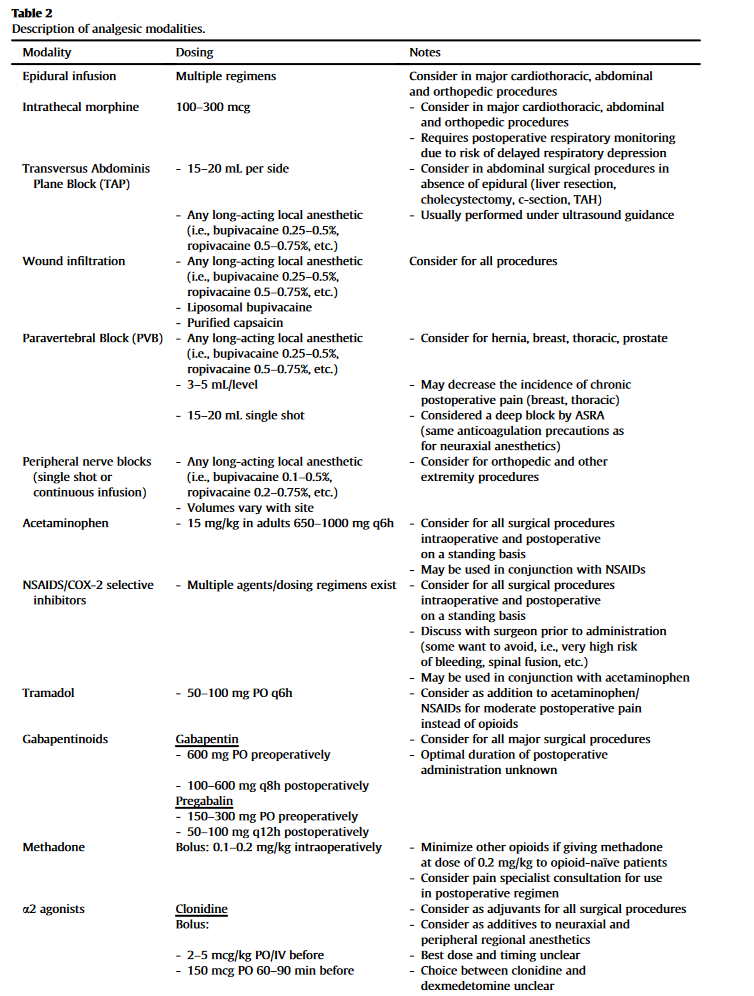 Table 2
Description of analgesic modalities.
Modality Dosing Notes
Epidural infusion Multiple regimens Consider in major cardiothoracic, abdominal
and orthopedic procedures
Intrathecal morphine 100–300 mcg - Consider in major cardiothoracic, abdominal
and orthopedic procedures
- Requires postoperative respiratory monitoring
due to risk of delayed respiratory depression
Transversus Abdominis - 15–20 mL per side - Consider in abdominal surgical procedures in
Plane Block (TAP) absence of epidural (liver resection,
cholecystectomy, c-section, TAH)
- Any long-acting local anesthetic - Usually performed under ultrasound guidance
(i.e., bupivacaine 0.25–0.5%,
ropivacaine 0.5–0.75%, etc.)
Wound infiltration - Any long-acting local anesthetic Consider for all procedures
(i.e., bupivacaine 0.25–0.5%,
ropivacaine 0.5–0.75%, etc.)
- Liposomal bupivacaine
- Purified capsaicin
Paravertebral Block (PVB) - Any long-acting local anesthetic - Consider for hernia, breast, thoracic, prostate
(i.e., bupivacaine 0.25–0.5%,
ropivacaine 0.5–0.75%, etc.)
- 3–5 mL/level - May decrease the incidence of chronic
postoperative pain (breast, thoracic)
- 15–20 mL single shot - Considered a deep block by ASRA
(same anticoagulation precautions as
for neuraxial anesthetics)
Peripheral nerve blocks - Any long-acting local anesthetic - Consider for orthopedic and other
(single shot or (i.e., bupivacaine 0.1–0.5%, extremity procedures
continuous infusion) ropivacaine 0.2–0.75%, etc.)
- Volumes vary with site
Acetaminophen - 15 mg/kg in adults 650–1000 mg q6h - Consider for all surgical procedures
intraoperative and postoperative
on a standing basis
- May be used in conjunction with NSAIDs
NSAIDS/COX-2 selective - Multiple agents/dosing regimens exist - Consider for all surgical procedures
inhibitors intraoperative and postoperative
on a standing basis
- Discuss with surgeon prior to administration
(some want to avoid, i.e., very high risk
of bleeding, spinal fusion, etc.)
- May be used in conjunction with acetaminophen
Tramadol - 50–100 mg PO q6h - Consider as addition to acetaminophen/
NSAIDs for moderate postoperative pain
instead of opioids
Gabapentinoids Gabapentin - Consider for all major surgical procedures
- 600 mg PO preoperatively - Optimal duration of postoperative
administration unknown
- 100–600 mg q8h postoperatively
Pregabalin
- 150–300 mg PO preoperatively
- 50–100 mg q12h postoperatively
Methadone Bolus: 0.1–0.2 mg/kg intraoperatively - Minimize other opioids if giving methadone
at dose of 0.2 mg/kg to opioid-naïve patients
- Consider pain specialist consultation for use
in postoperative regimen
α2 agonists Clonidine - Consider as adjuvants for all surgical procedures
Bolus: - Consider as additives to neuraxial and
peripheral regional anesthetics
- 2–5 mcg/kg PO/IV before - Best dose and timing unclear
- 150 mcg PO 60–90 min before - Choice between clonidine and
dexmedetomine unclear